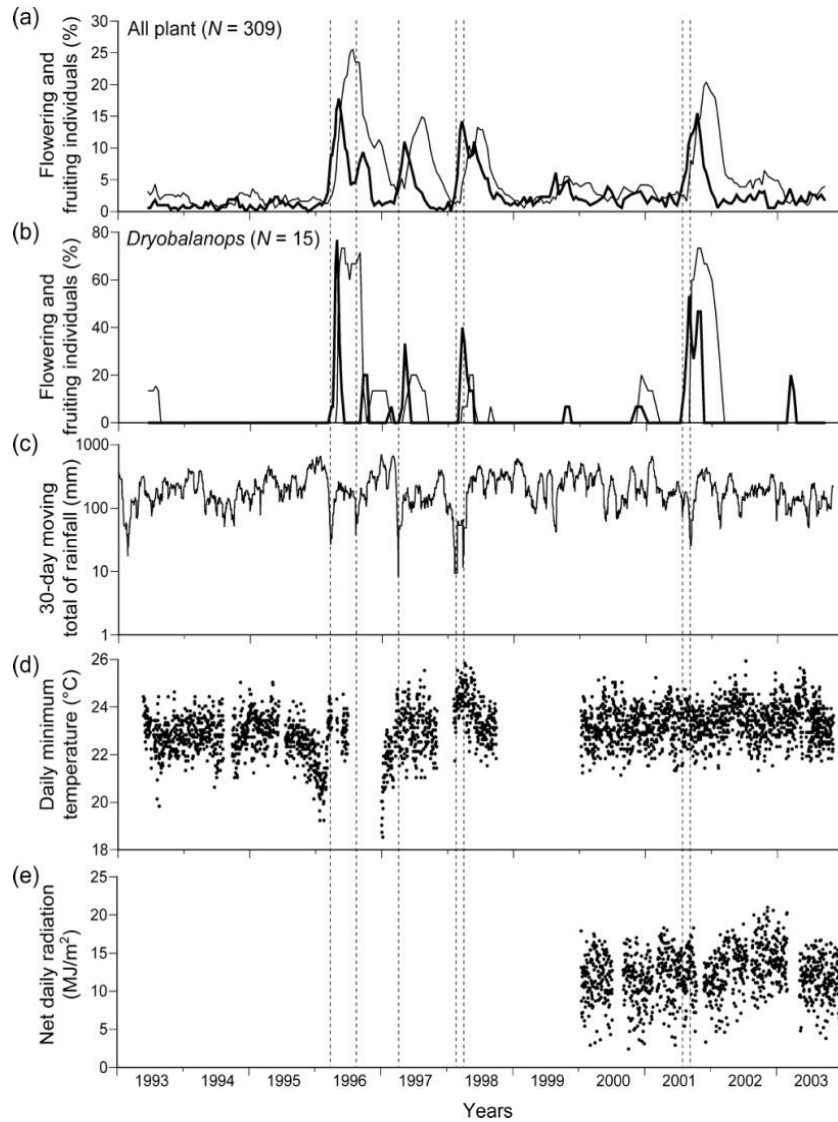 (a)
All plant (N = 309)
Flowering and
fruiting individuals (%)
30
25
20
15
10
5
0
(b)
Dryobalanops (N = 15)
Flowering and
fruiting individuals (%)
80
60
40
20
0
(c)
30-day moving
total of rainfall (mm)
1000
100
10
1
(d)
Daily minimum
temperature (°C)
26
24
22
20
18
(e)
Net daily radiation
(MJ/m²)
25
20
15
10
5
0
1993 1994 1995 1996 1997 1998 1999 2000 2001 2002 2003
Years